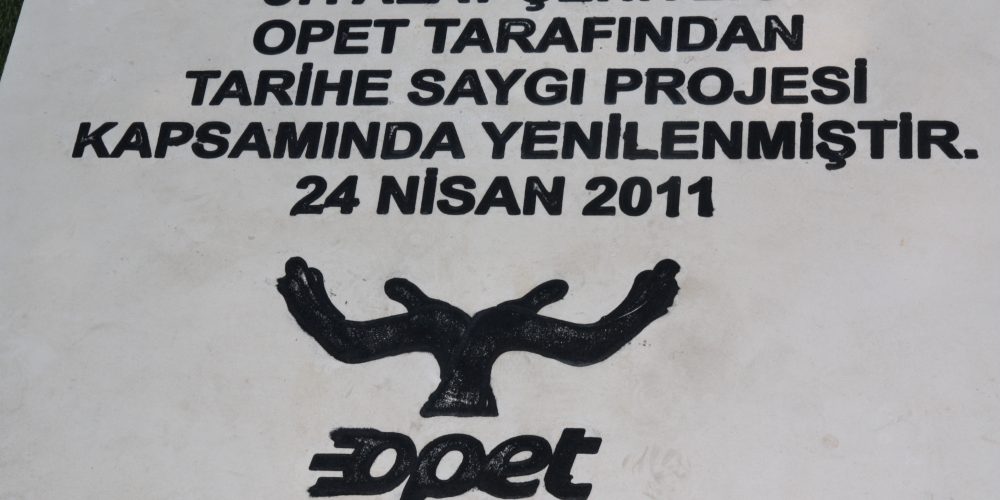 OPET TARAFINDAN
TARİHE SAYGI PROJESİ
KAPSAMINDA YENİLENMİŞTİR.
24 NİSAN 2011
opet